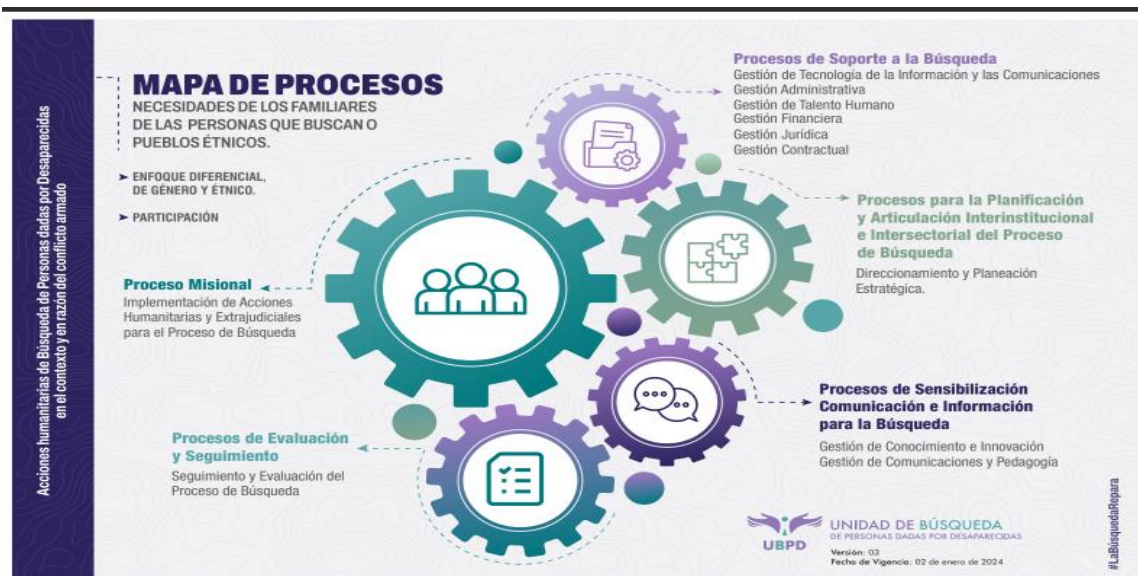 Acciones humanitarias de Búsqueda de Personas dadas por Desaparecidas
en el contexto y en razón del conflicto armado
MAPA DE PROCESOS
NECESIDADES DE LOS FAMILIARES
DE LAS PERSONAS QUE BUSCAN O
PUEBLOS ÉTNICOS.
ENFOQUE DIFERENCIAL,
DE GÉNERO Y ÉTNICO.
PARTICIPACIÓN
Procesos de Soporte a la Búsqueda
Gestión de Tecnología de la Información y las Comunicaciones
Gestión Administrativa
Gestión de Talento Humano
Gestión Financiera
Gestión Jurídica
Gestión Contractual
Procesos para la Planificación
y Articulación Interinstitucional
e Intersectorial del Proceso
de Búsqueda
Direccionamiento y Planeación
Estratégica.
Proceso Misional
Implementación de Acciones
Humanitarias y Extrajudiciales
para el Proceso de Búsqueda
Procesos de Sensibilización
Comunicación e Información
para la Búsqueda
Gestión de Conocimiento e Innovación
Gestión de Comunicaciones y Pedagogía
Procesos de Evaluación
y Seguimiento
Seguimiento y Evaluación del
Proceso de Búsqueda
UBPD
UNIDAD DE BÚSQUEDA
DE PERSONAS DADAS POR DESAPARECIDAS
Versión: 03
Fecha de Vigencia: 02 de enero de 2024
#LaBúsquedaRepara